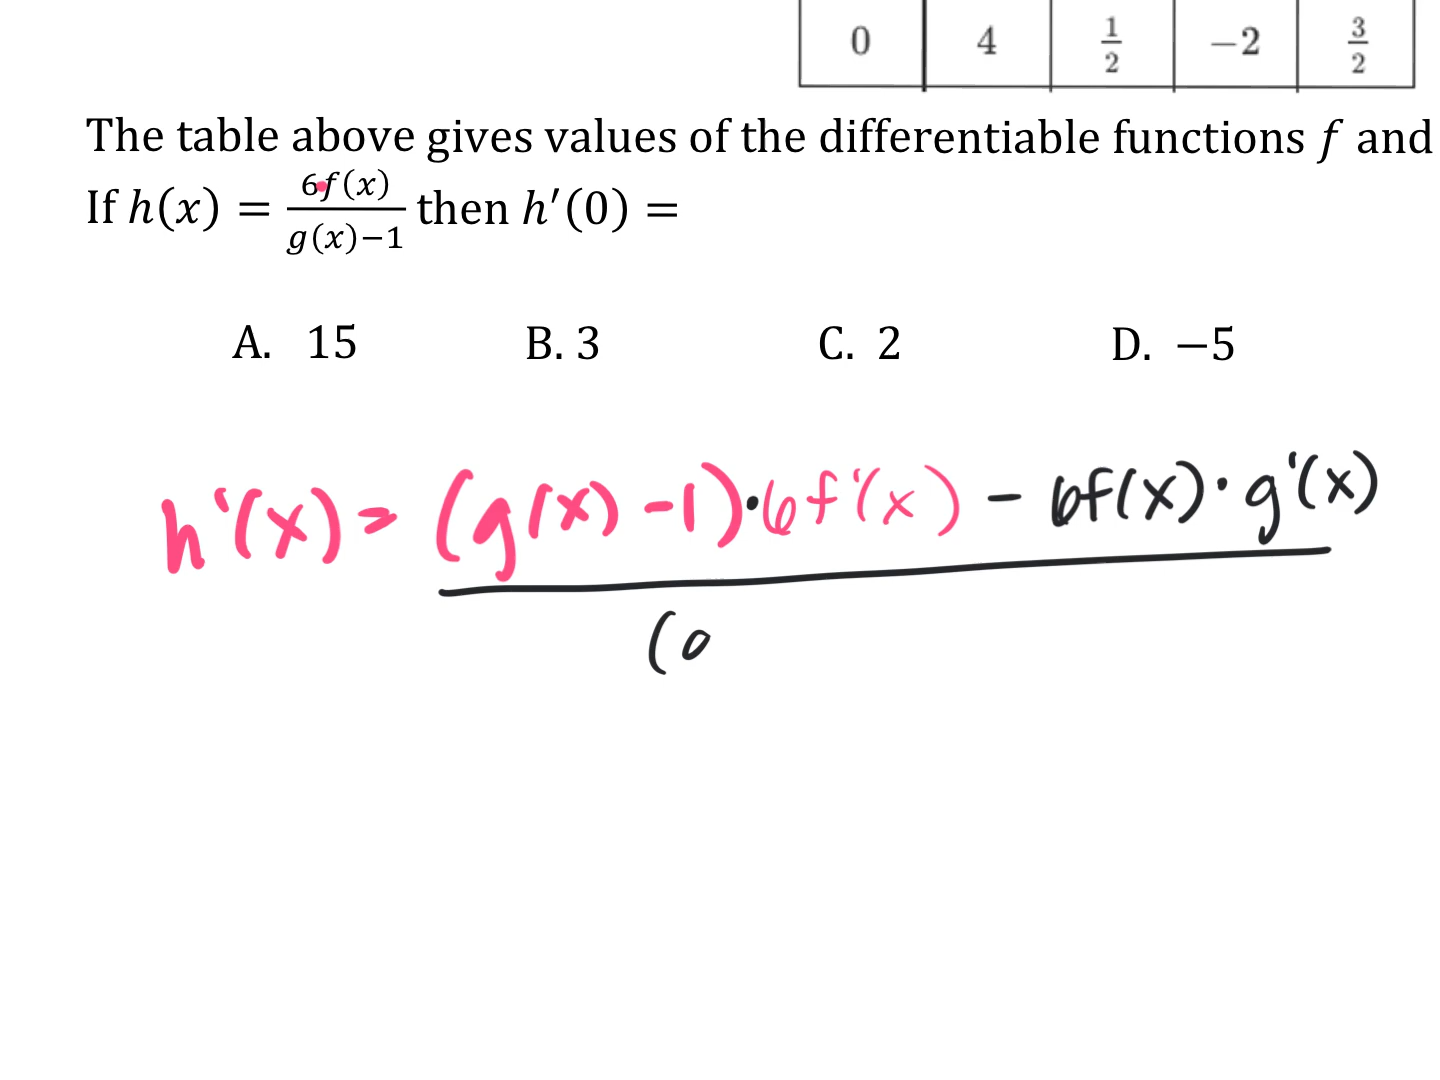 0 4 1/2 −2 3/2
The table above gives values of the differentiable functions f and
If h(x) = 6f(x)/g(x)−1 then h′(0) =
A. 15 B. 3 C. 2 D. −5
h'(x) = (g(x) -1)·6f'(x) - 6f(x)·g'(x)
(